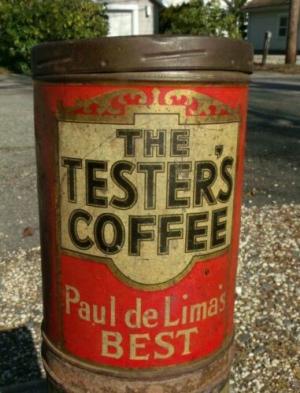 THE
TESTER'S
COFFEE
Paul de Lima's
BEST